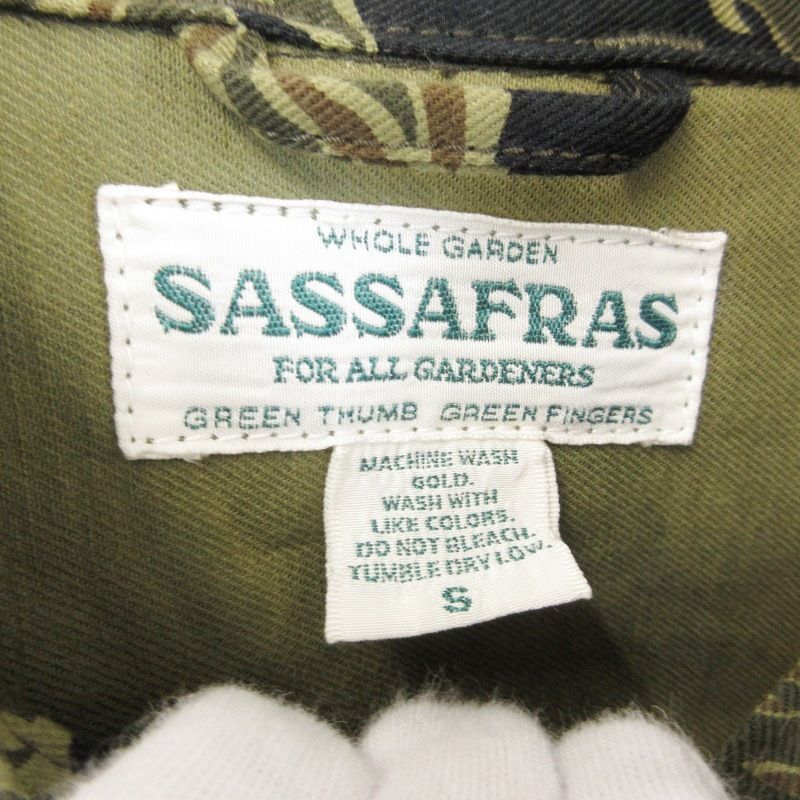 WHOLE GARDEN
SASSAFRAS
FOR ALL GARDENERS
GREEN THUMB GREEN FINGERS
MACHINE WASH
GOLD.
WASH WITH
LIKE COLORS.
DO NOT BLEACH.
TUMBLE DRY LOW.
S